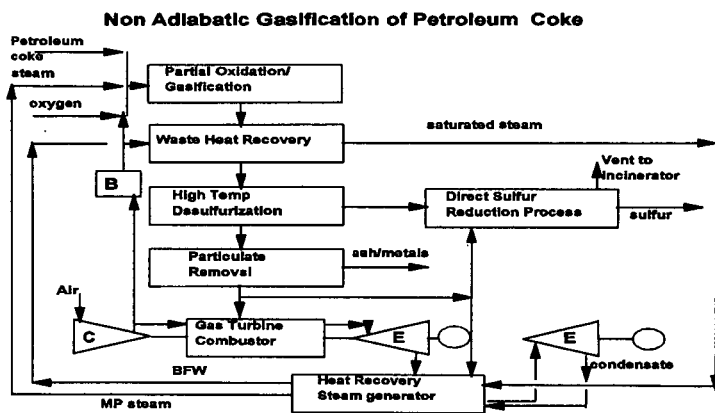 Non Adiabatic Gasification of Petroleum Coke
Petroleum
coke
steam
Partial Oxidation/
Gasification
oxygen
saturated steam
Waste Heat Recovery
Vent to
incinerator
B
High Temp
Desulfurization
Direct Sulfur
Reduction Process
sulfur
Particulate
Removal
ash/metals
Air
C
Gas Turbine
Combustor
E
E
condensate
BFW
Heat Recovery
Steam generator
MP steam